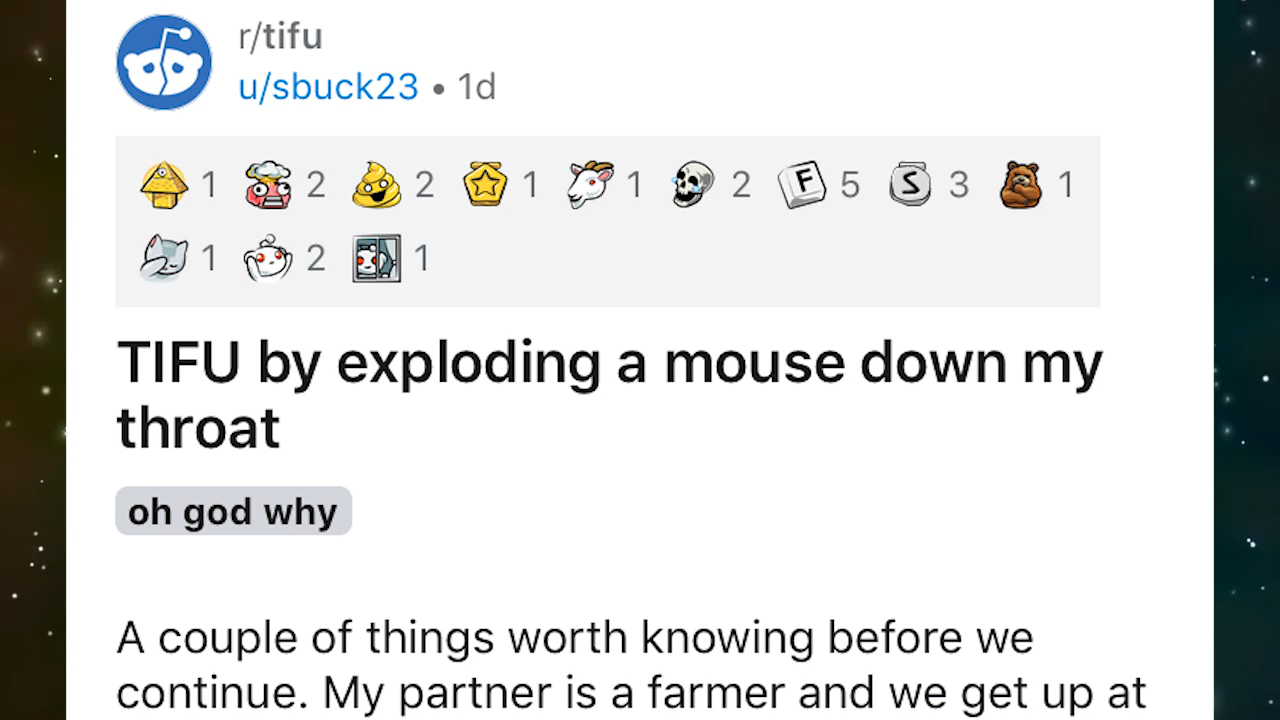 r/tifu
u/sbuck23 • 1d
1 2 2 1 1 2 F 5 S 3 1
1 2 1
TIFU by exploding a mouse down my
throat
oh god why
A couple of things worth knowing before we
continue. My partner is a farmer and we get up at